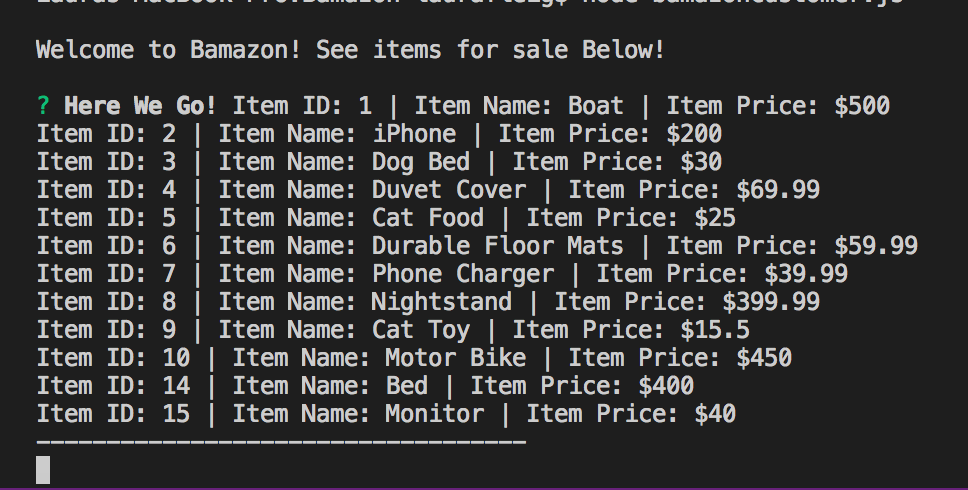 Welcome to Bamazon! See items for sale Below!
? Here We Go! Item ID: 1 | Item Name: Boat | Item Price: $500
Item ID: 2 | Item Name: iPhone | Item Price: $200
Item ID: 3 | Item Name: Dog Bed | Item Price: $30
Item ID: 4 | Item Name: Duvet Cover | Item Price: $69.99
Item ID: 5 | Item Name: Cat Food | Item Price: $25
Item ID: 6 | Item Name: Durable Floor Mats | Item Price: $59.99
Item ID: 7 | Item Name: Phone Charger | Item Price: $39.99
Item ID: 8 | Item Name: Nightstand | Item Price: $399.99
Item ID: 9 | Item Name: Cat Toy | Item Price: $15.5
Item ID: 10 | Item Name: Motor Bike | Item Price: $450
Item ID: 14 | Item Name: Bed | Item Price: $400
Item ID: 15 | Item Name: Monitor | Item Price: $40
-----------------------------------